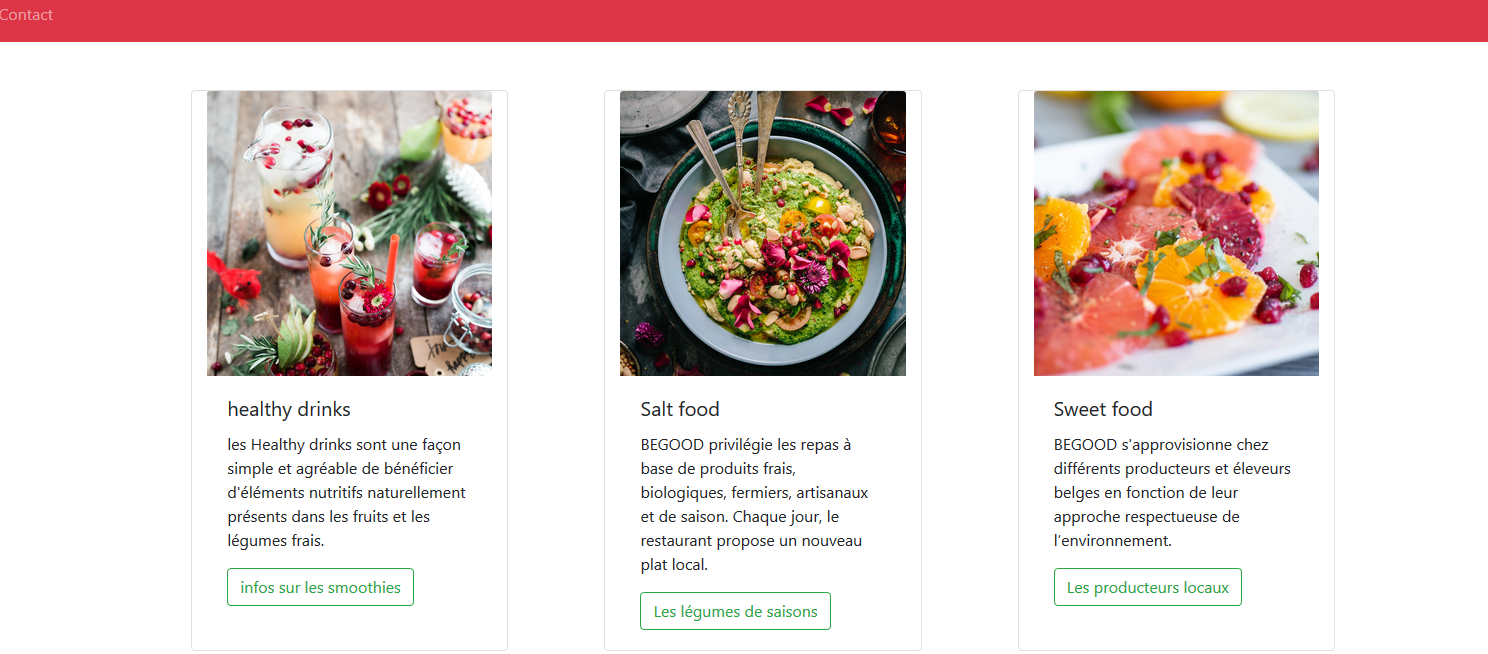 Contact
healthy drinks
les Healthy drinks sont une façon
simple et agréable de bénéficier
d'éléments nutritifs naturellement
présents dans les fruits et les
légumes frais.
infos sur les smoothies
Salt food
BEGOOD privilégie les repas à
base de produits frais,
biologiques, fermiers, artisanaux
et de saison. Chaque jour, le
restaurant propose un nouveau
plat local.
Les légumes de saisons
Sweet food
BEGOOD s'approvisionne chez
différents producteurs et éleveurs
belges en fonction de leur
approche respectueuse de
l’environnement.
Les producteurs locaux